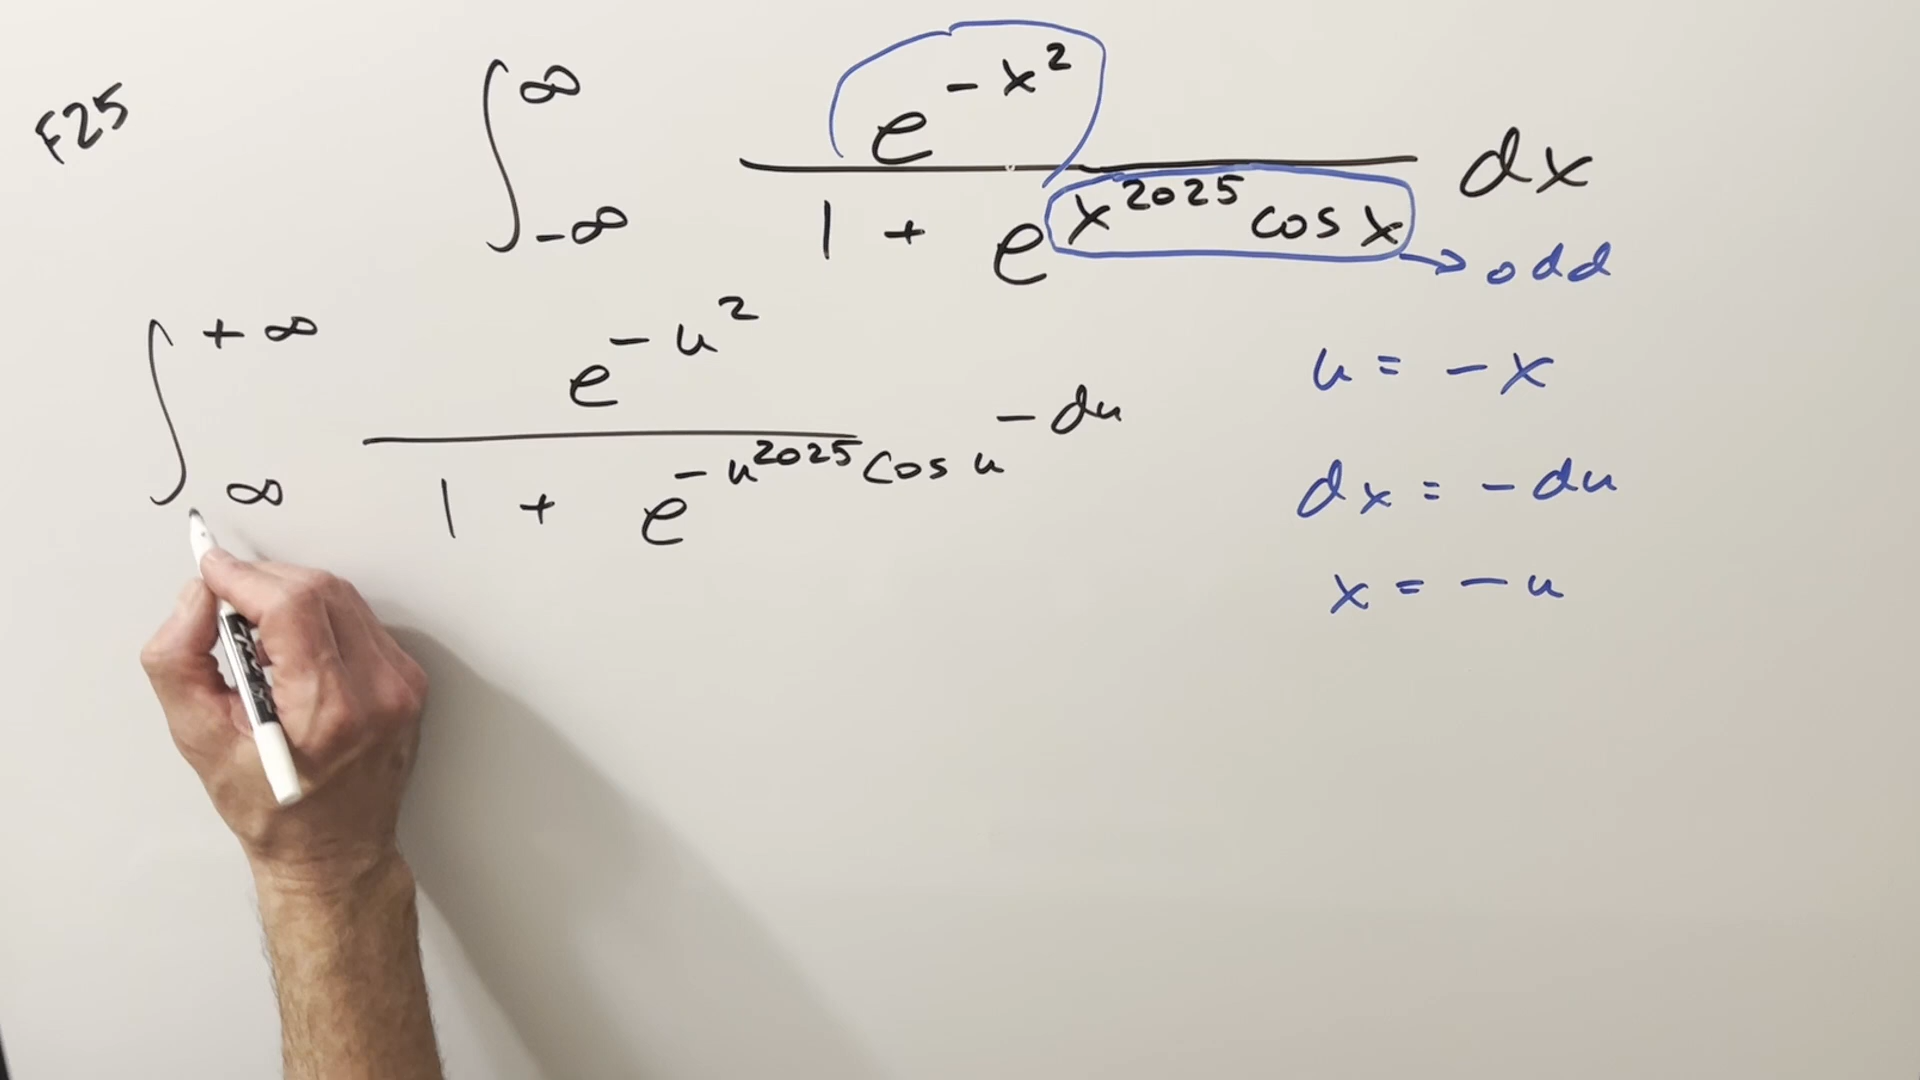 F25
∫_{-∞}^{∞} e^{-x^2} / (1 + e^{x^{2025} cos x}) dx
→ odd
∫_{∞}^{+∞} e^{-u^2} / (1 + e^{-u^{2025} cos u}) - du
u = - x
dx = - du
x = - u